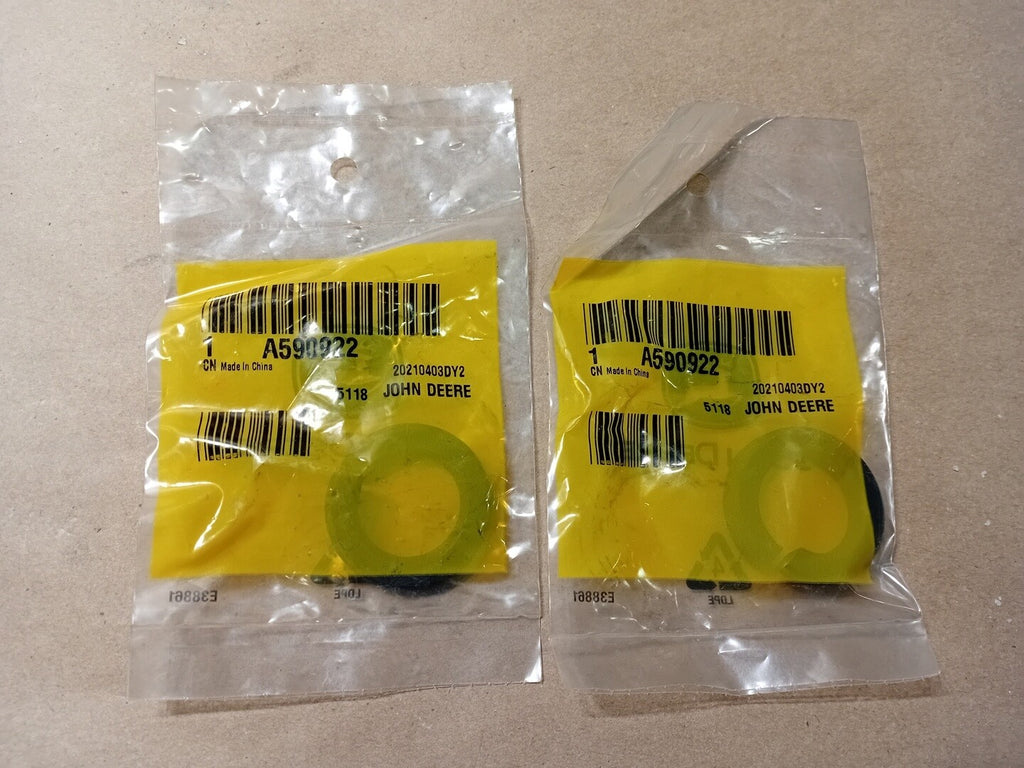 1 A590922
CN Made In China
20210403DY2
5118 JOHN DEERE
E38861
LDPE
1 A590922
CN Made In China
20210403DY2
5118 JOHN DEERE
E38861
LDPE